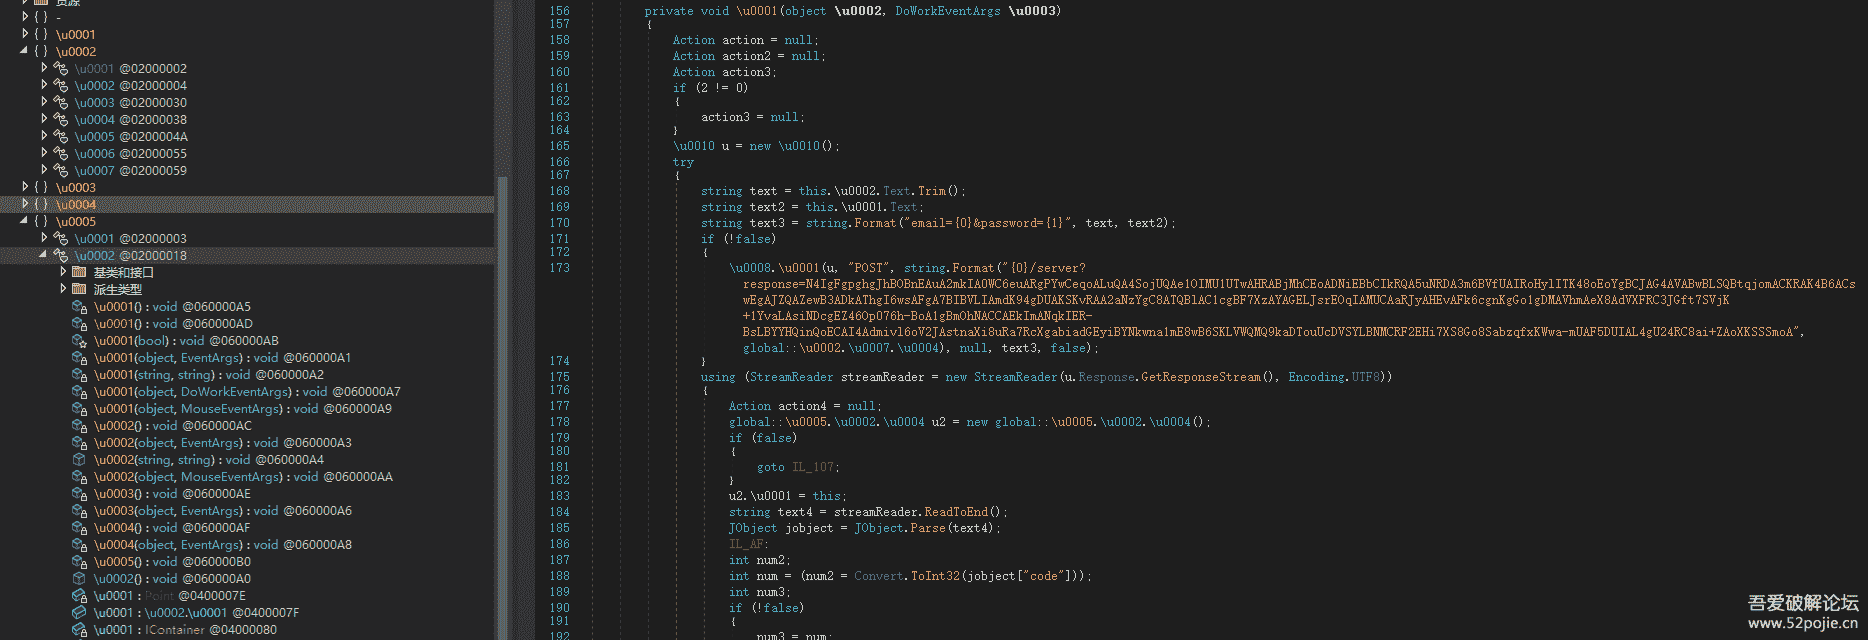 资源
{ } -
{ } \u0001
{ } \u0002
\u0001 @02000002
\u0002 @02000004
\u0003 @02000030
\u0004 @02000038
\u0005 @0200004A
\u0006 @02000055
\u0007 @02000059
{ } \u0003
{ } \u0004
{ } \u0005
\u0001 @02000003
\u0002 @02000018
基类和接口
派生类型
\u0001() : void @060000A5
\u0001() : void @060000AD
\u0001(bool) : void @060000AB
\u0001(object, EventArgs) : void @060000A1
\u0001(string, string) : void @060000A2
\u0001(object, DoWorkEventArgs) : void @060000A7
\u0001(object, MouseEventArgs) : void @060000A9
\u0002() : void @060000AC
\u0002(object, EventArgs) : void @060000A3
\u0002(string, string) : void @060000A4
\u0002(object, MouseEventArgs) : void @060000AA
\u0003() : void @060000AE
\u0003(object, EventArgs) : void @060000A6
\u0004() : void @060000AF
\u0004(object, EventArgs) : void @060000A8
\u0005() : void @060000B0
\u0002() : void @060000A0
\u0001 : Point @0400007E
\u0001 : \u0002.\u0001 @0400007F
\u0001 : IContainer @04000080
156 private void \u0001(object \u0002, DoWorkEventArgs \u0003)
157 {
158 Action action = null;
159 Action action2 = null;
160 Action action3;
161 if (2 != 0)
162 {
163 action3 = null;
164 }
165 \u0010 u = new \u0010();
166 try
167 {
168 string text = this.\u0002.Text.Trim();
169 string text2 = this.\u0001.Text;
170 string text3 = string.Format("email={0}&password={1}", text, text2);
171 if (!false)
172 {
173 \u0008.\u0001(u, "POST", string.Format("{0}/server?
global::\u0002.\u0007.\u0004), null, text3, false);
174 }
175 using (StreamReader streamReader = new StreamReader(u.Response.GetResponseStream(), Encoding.UTF8))
176 {
177 Action action4 = null;
178 global::\u0005.\u0002.\u0004 u2 = new global::\u0005.\u0002.\u0004();
179 if (false)
180 {
181 goto IL_107;
182 }
183 u2.\u0001 = this;
184 string text4 = streamReader.ReadToEnd();
185 JObject jobject = JObject.Parse(text4);
186 IL_AF:
187 int num2;
188 int num = (num2 = Convert.ToInt32(jobject["code"]));
189 int num3;
190 if (!false)
191 {
192 num3 = num;
吾爱破解论坛
www.52pojie.cn